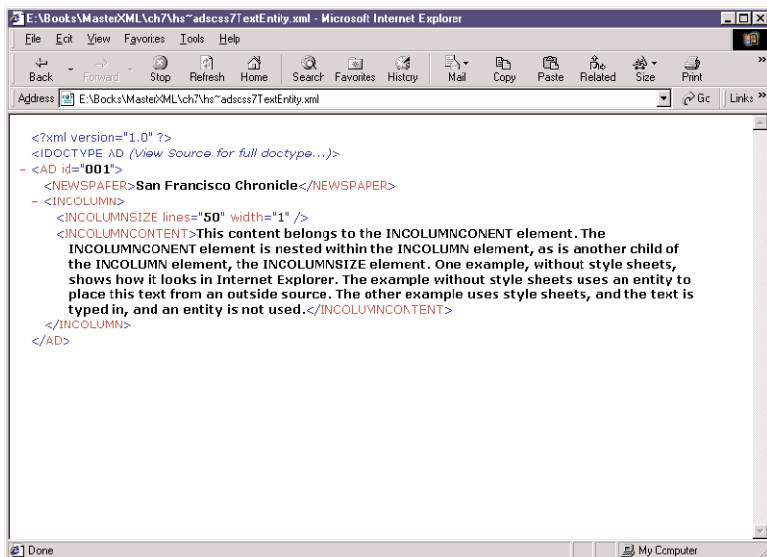 E:\Books\MasterXML\ch7\hs~adscss7TextEntity.xml - Microsoft Internet Explorer
File Edit View Favorites Tools Help
Back Forward Stop Refresh Home Search Favorites History Mail Copy Paste Related Size Print »
Address E:\Books\MasterXML\ch7\hs~adscss7TextEntity.xml Go Links »
<?xml version="1.0" ?>
<!DOCTYPE AD (View Source for full doctype...)>
- <AD id="001">
<NEWSPAPER>San Francisco Chronicle</NEWSPAPER>
- <INCOLUMN>
<INCOLUMNSIZE lines="50" width="1" />
<INCOLUMNCONTENT>This content belongs to the INCOLUMNCONENT element. The
INCOLUMNCONENT element is nested within the INCOLUMN element, as is another child of
the INCOLUMN element, the INCOLUMNSIZE element. One example, without style sheets,
shows how it looks in Internet Explorer. The example without style sheets uses an entity to
place this text from an outside source. The other example uses style sheets, and the text is
typed in, and an entity is not used.</INCOLUMNCONTENT>
</INCOLUMN>
</AD>
Done My Computer